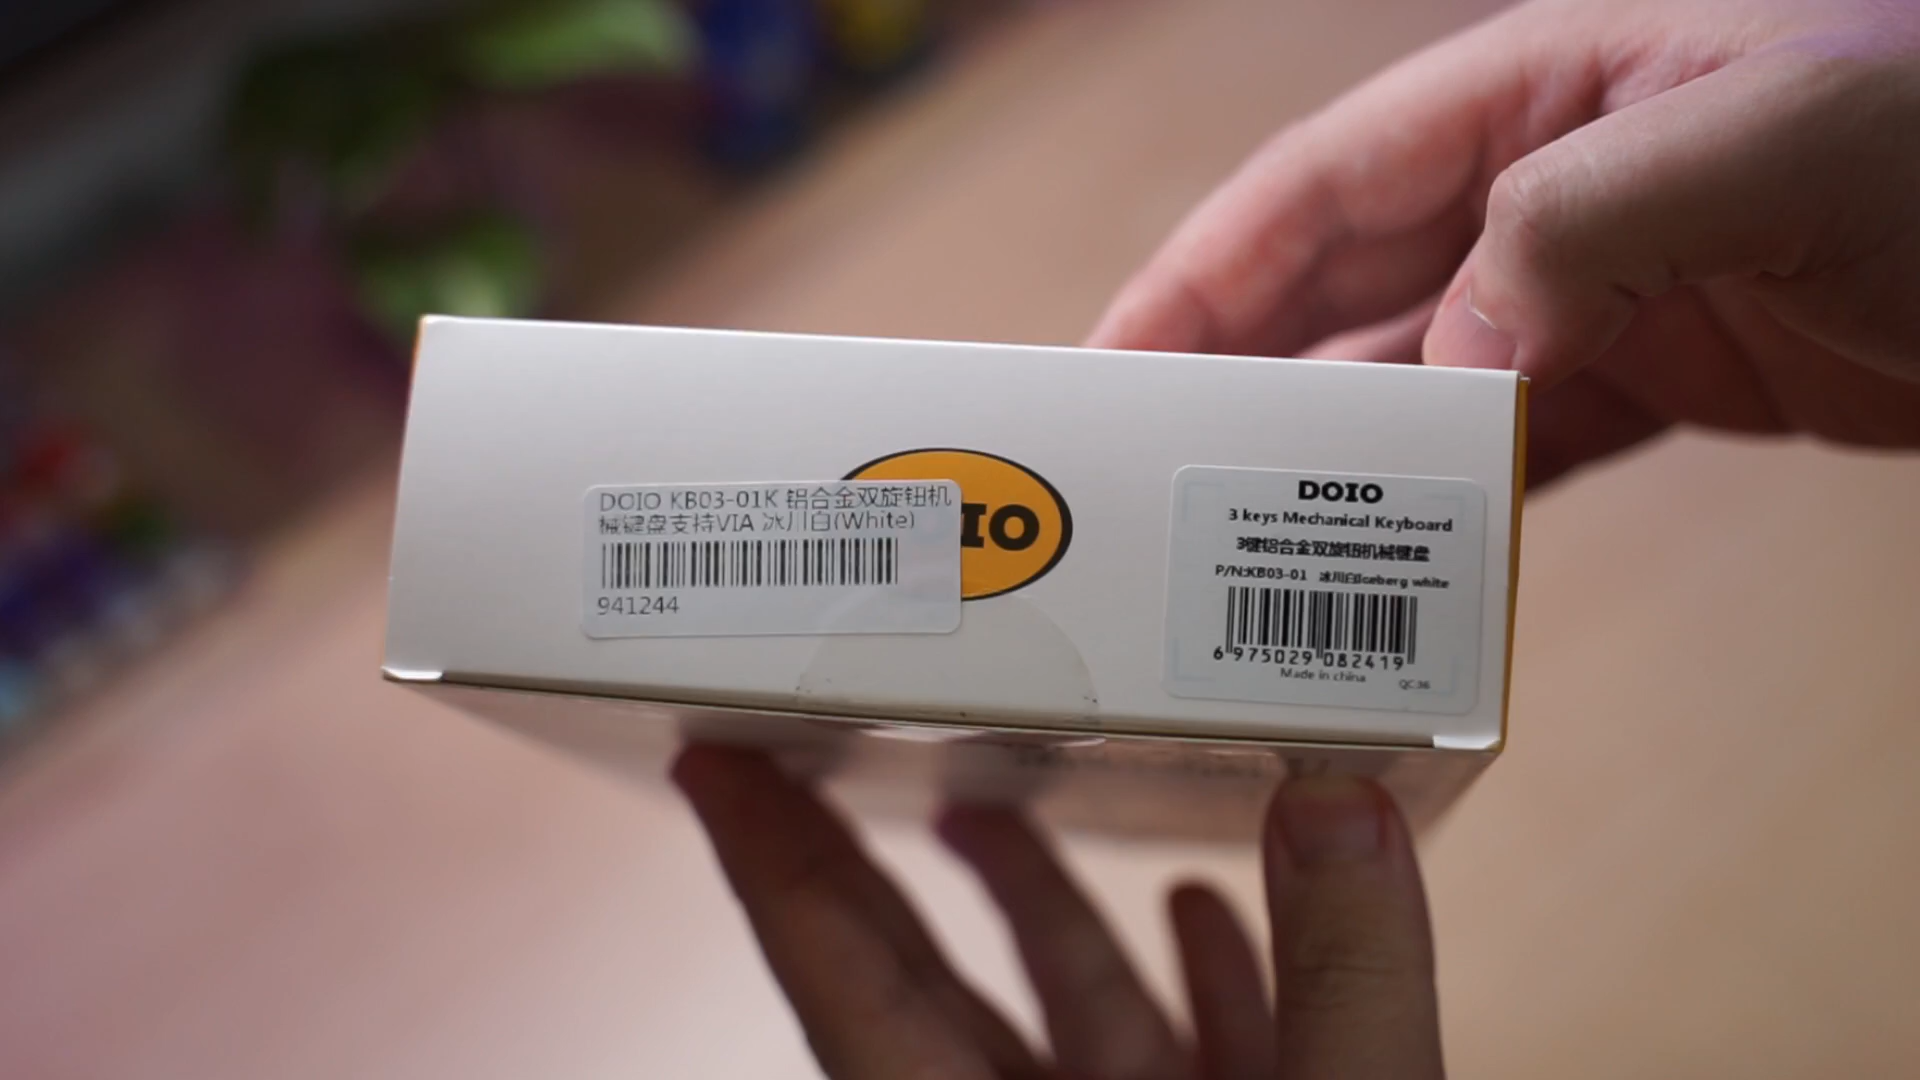 DOIO KB03-01K 铝合金双旋钮机
械键盘支持VIA 冰川白(White)
941244
IO
DOIO
3 keys Mechanical Keyboard
3键铝合金双旋钮机械键盘
P/N:KB03-01 冰川白Iceberg white
6 975029 082419
Made in china
QC:36